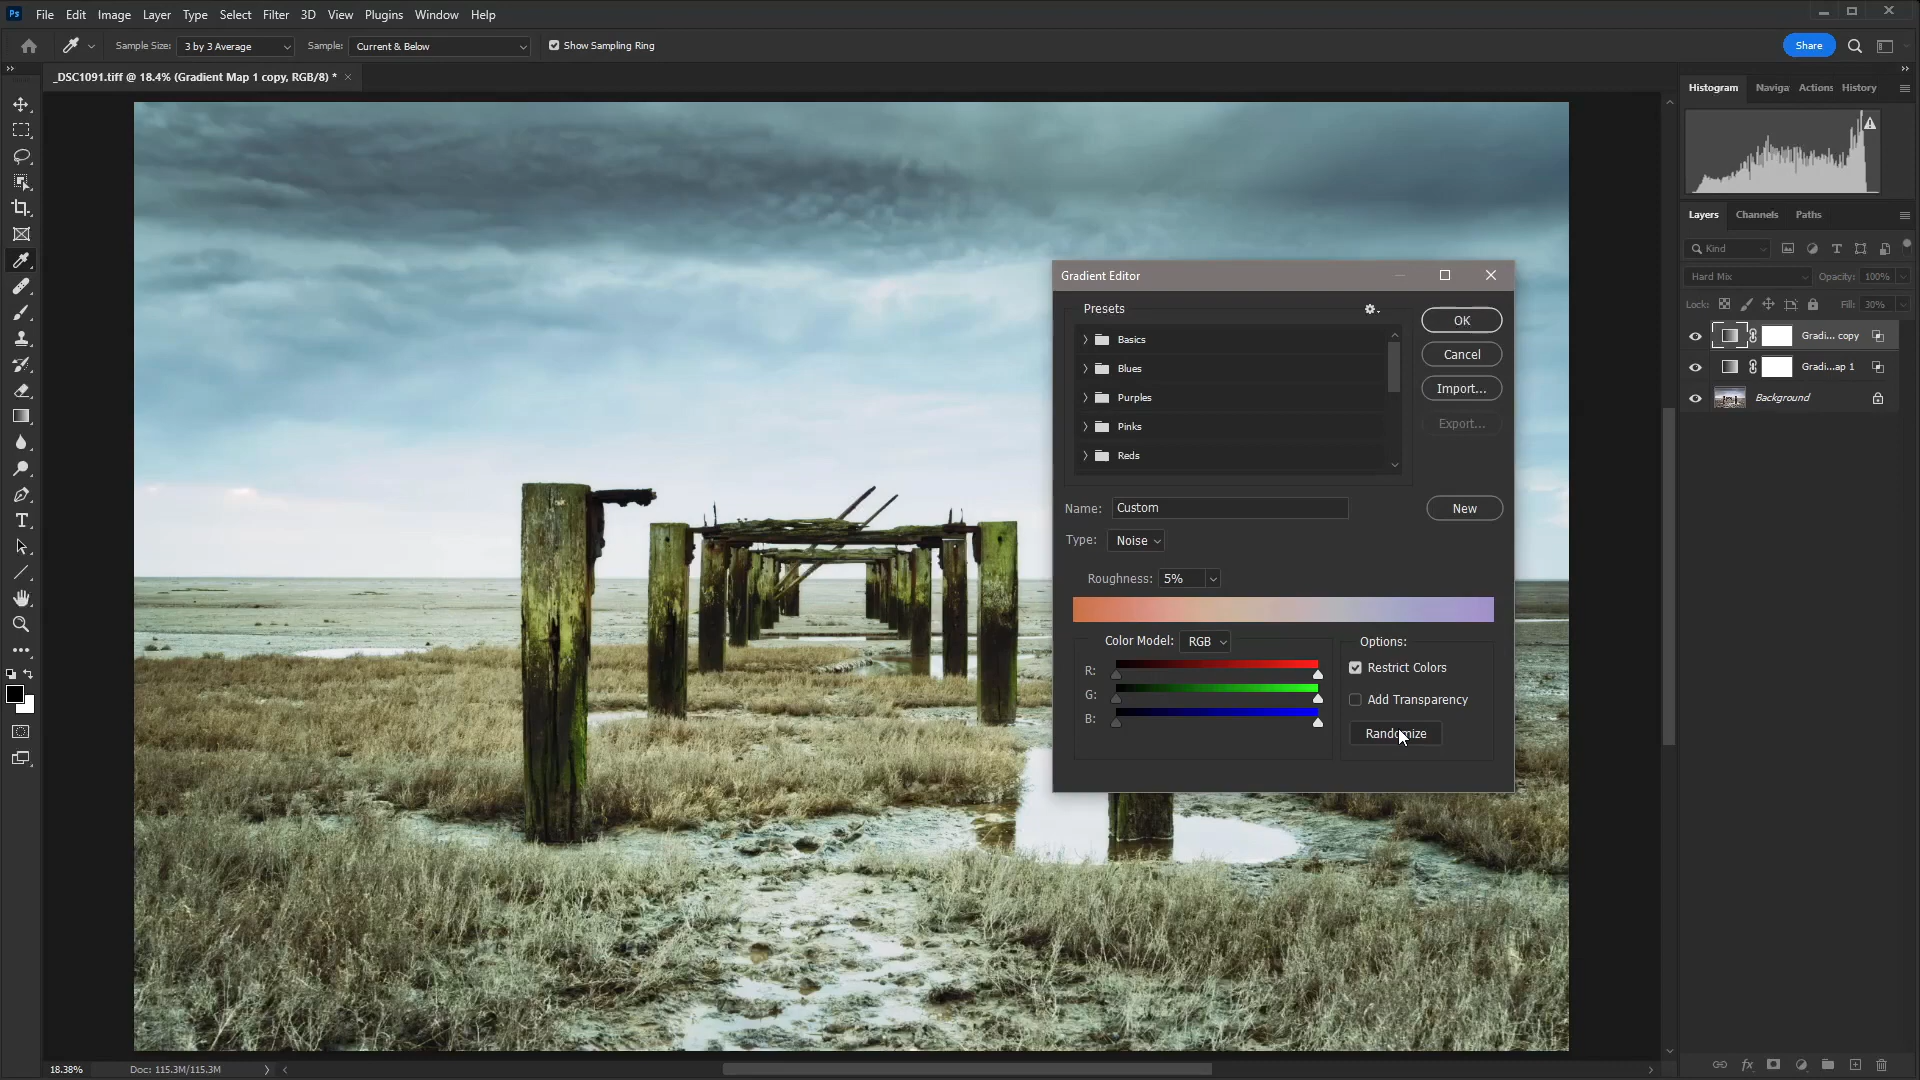 Ps File Edit Image Layer Type Select Filter 3D View Plugins Window Help
Sample Size: 3 by 3 Average Sample: Current & Below Show Sampling Ring Share
_DSC1091.tiff @ 18.4% (Gradient Map 1 copy, RGB/8) *
Histogram Naviga Actions History
Layers Channels Paths
Kind
Hard Mix Opacity: 100%
Lock: Fill: 30%
Gradi... copy
Gradi...ap 1
Background
Gradient Editor
Presets
Basics
Blues
Purples
Pinks
Reds
OK
Cancel
Import...
Export...
Name: Custom New
Type: Noise
Roughness: 5%
Color Model: RGB
R:
G:
B:
Options:
Restrict Colors
Add Transparency
Randomize
18.38% Doc: 115.3M/115.3M